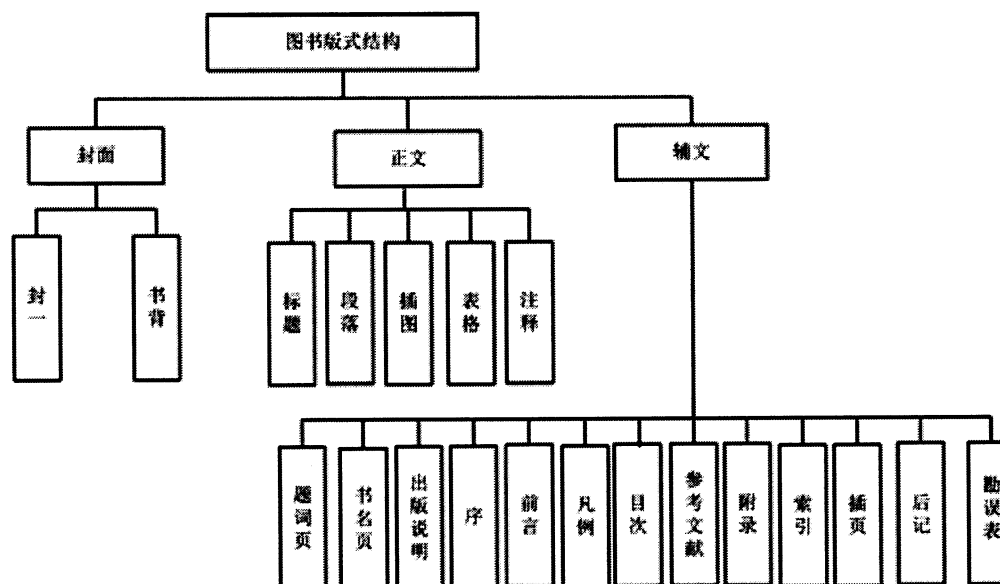 图书版式结构
封面
正文
辅文
封一
书背
标题
段落
插图
表格
注释
题词页
书名页
出版说明
序
前言
凡例
目次
参考文献
附录
索引
插页
后记
勘误表